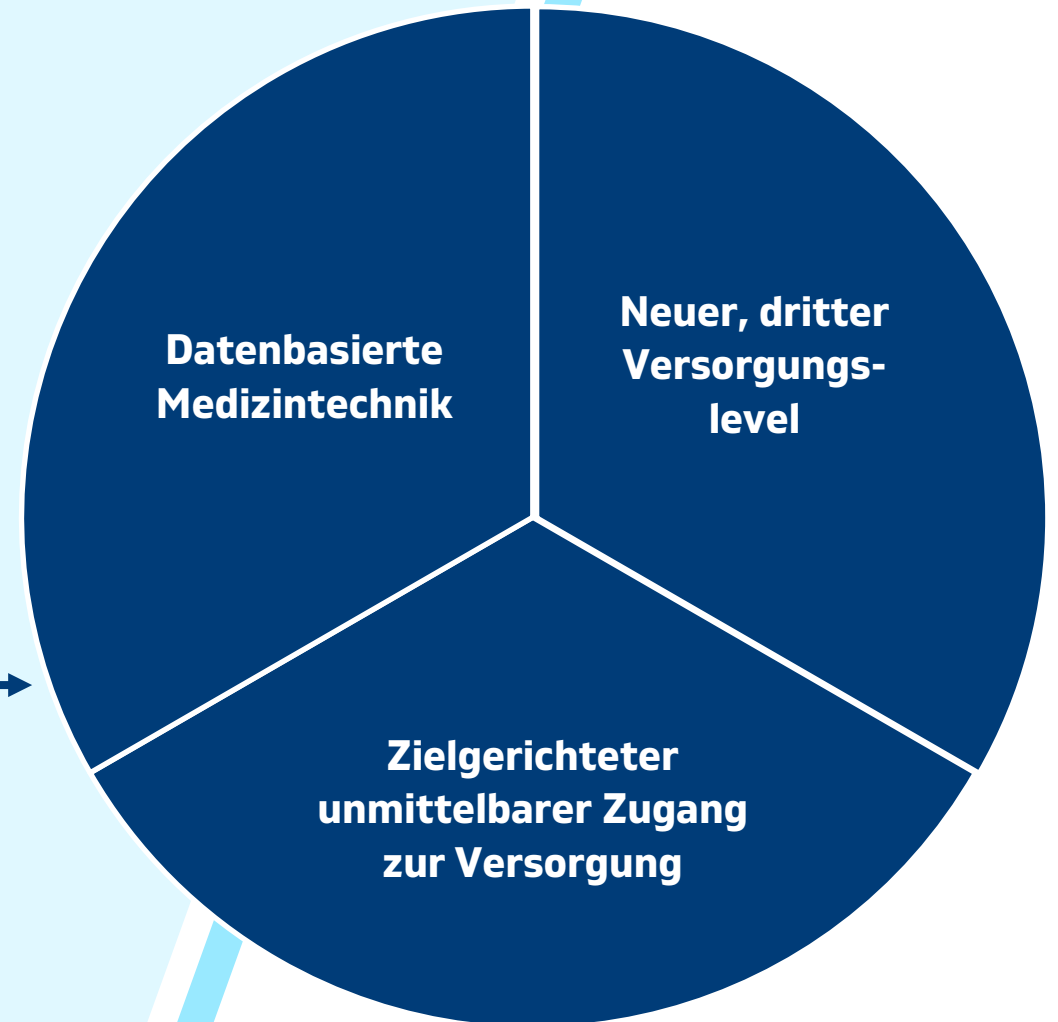 Datenbasierte
Medizintechnik
Neuer, dritter
Versorgungs-
level
Zielgerichteter
unmittelbarer Zugang
zur Versorgung